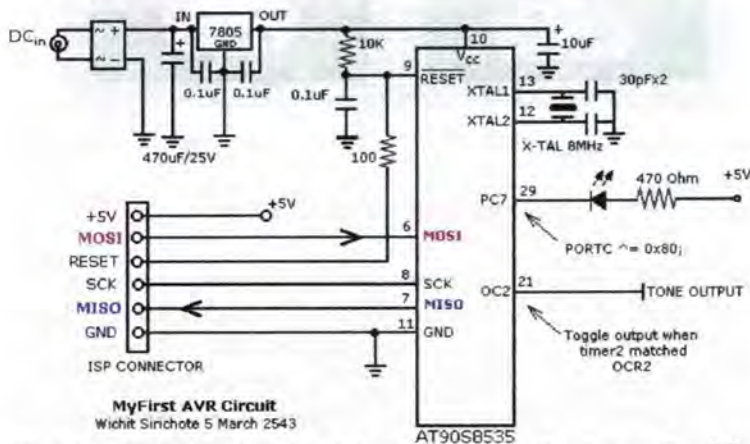 DCin
~ +
~ −
IN
7805
GND
OUT
470uF/25V
0.1uF
0.1uF
10K
0.1uF
100
10
Vcc
10uF
9
RESET
XTAL1
13
30pFx2
XTAL2
12
X-TAL 8MHz
PC7
29
470 Ohm
+5V
PORTC ^= 0x80;
+5V
+5V
MOSI
6
MOSI
RESET
SCK
8
SCK
OC2
21
TONE OUTPUT
MISO
7
MISO
GND
11
GND
Toggle output when
timer2 matched
OCR2
ISP CONNECTOR
MyFirst AVR Circuit
Wichit Sirichote 5 March 2543
AT90S8535